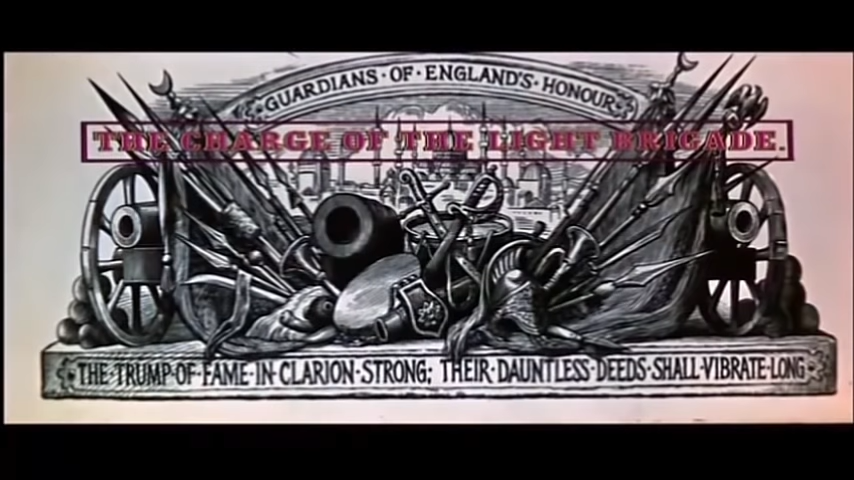 GUARDIANS·OF·ENGLAND'S·HONOUR
THE CHARGE OF THE LIGHT BRIGADE.
THE·TRUMP·OF·FAME·IN·CLARION·STRONG; THEIR·DAUNTLESS·DEEDS·SHALL·VIBRATE·LONG